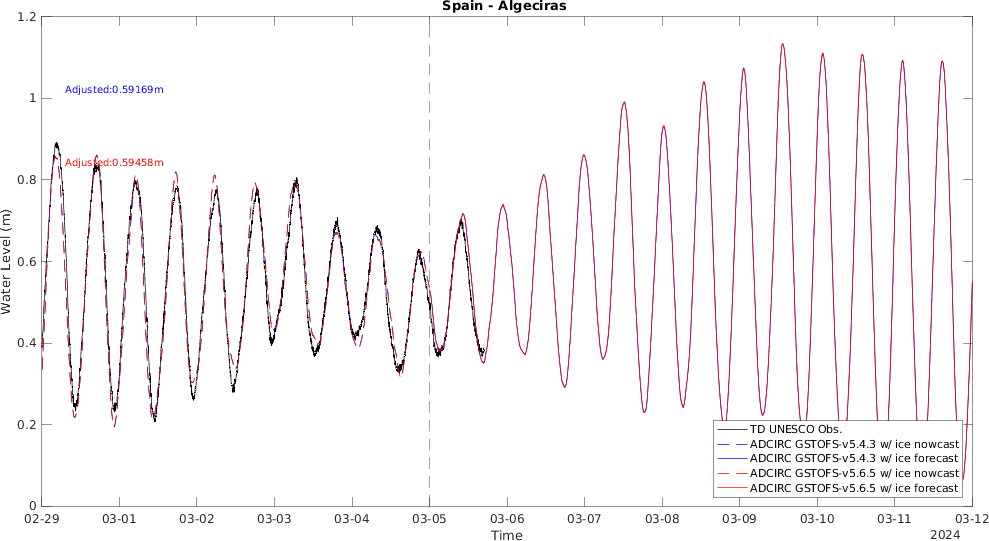 Spain - Algeciras
1.2
Adjusted:0.59169m
1
Adjusted:0.59458m
0.8
0.6
Water Level (m)
0.4
0.2
0
TD UNESCO Obs.
ADCIRC GSTOFS-v5.4.3 w/ ice nowcast
ADCIRC GSTOFS-v5.4.3 w/ ice forecast
ADCIRC GSTOFS-v5.6.5 w/ ice nowcast
ADCIRC GSTOFS-v5.6.5 w/ ice forecast
02-29 03-01 03-02 03-03 03-04 03-05 03-06 03-07 03-08 03-09 03-10 03-11 03-12
Time
2024